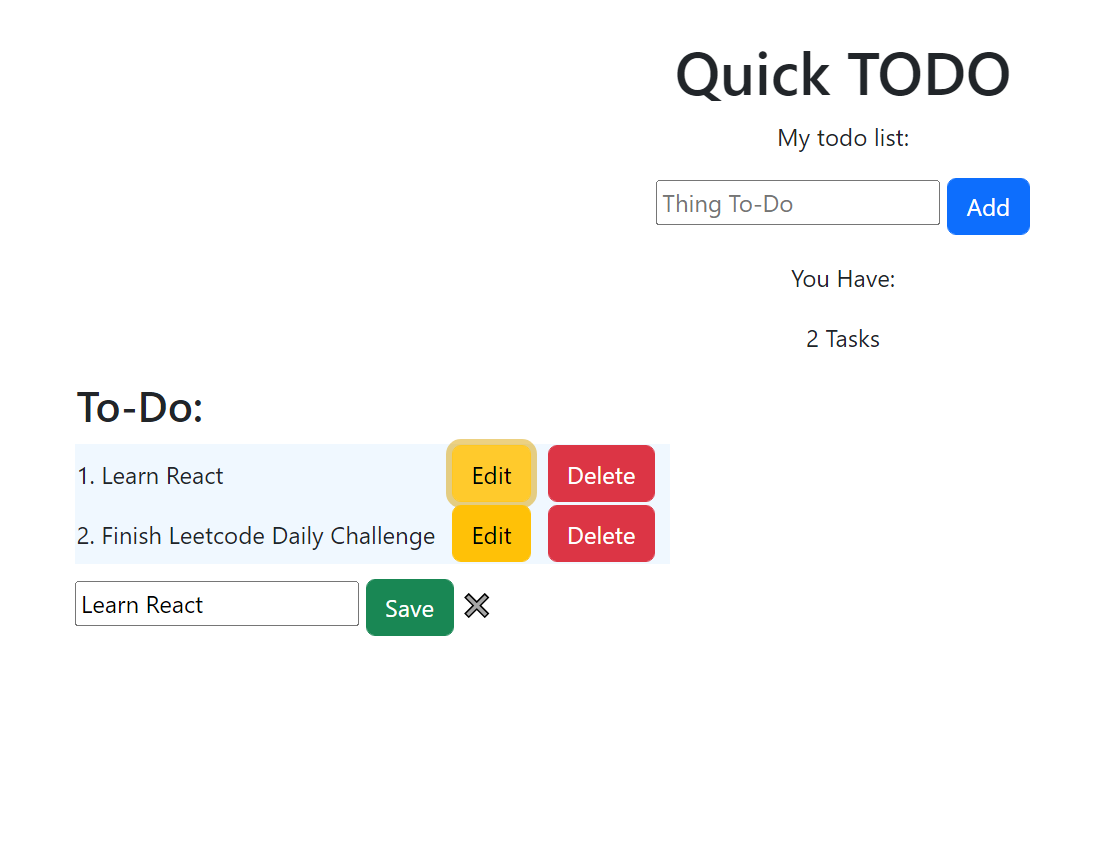 Quick TODO
My todo list:
Thing To-Do Add
You Have:
2 Tasks
To-Do:
1. Learn React Edit Delete
2. Finish Leetcode Daily Challenge Edit Delete
Learn React Save ✖